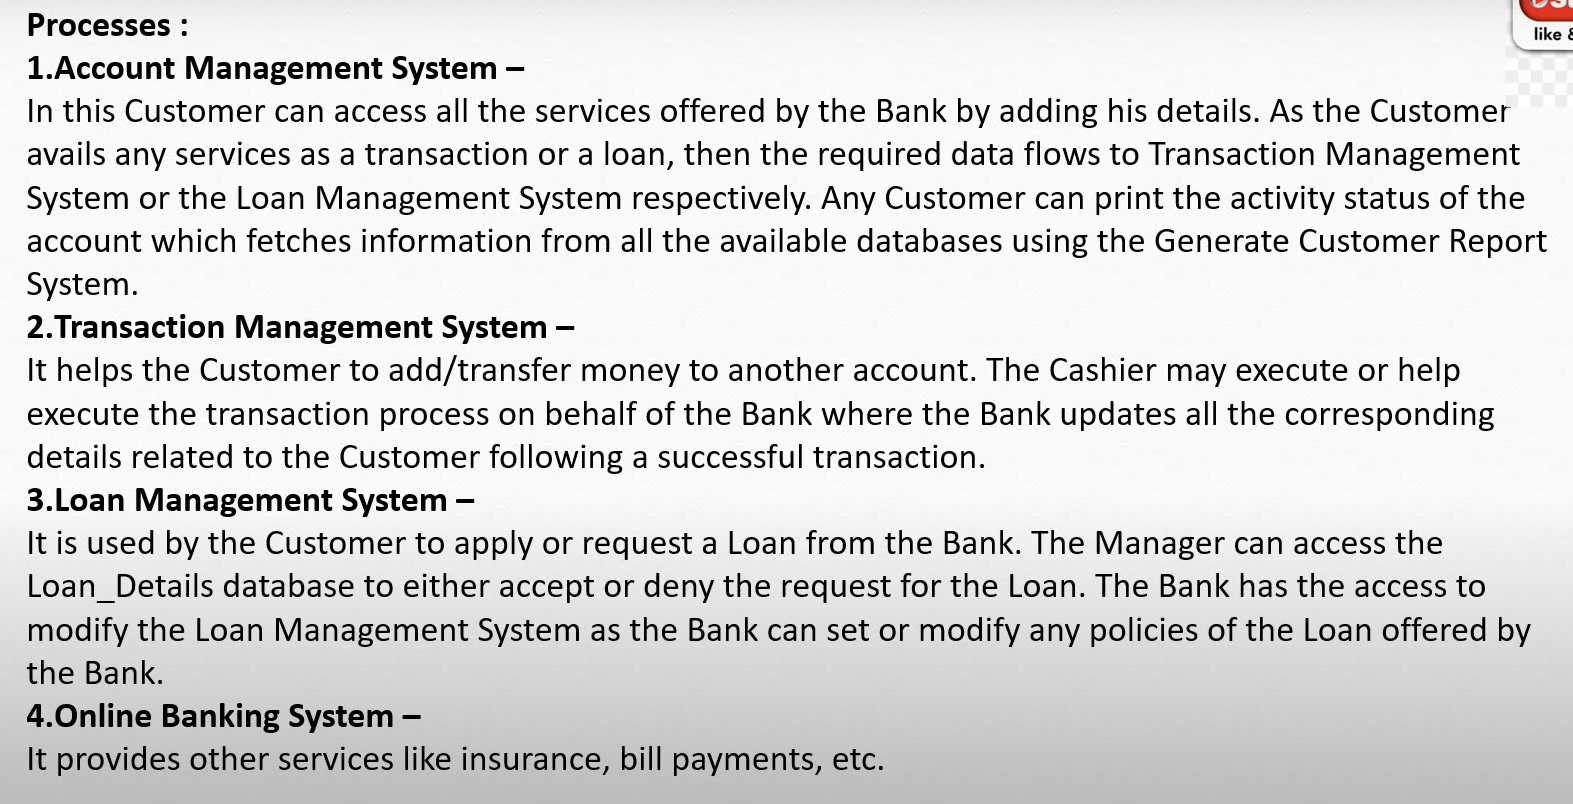 Processes :
1.Account Management System –
In this Customer can access all the services offered by the Bank by adding his details. As the Customer
avails any services as a transaction or a loan, then the required data flows to Transaction Management
System or the Loan Management System respectively. Any Customer can print the activity status of the
account which fetches information from all the available databases using the Generate Customer Report
System.
2.Transaction Management System –
It helps the Customer to add/transfer money to another account. The Cashier may execute or help
execute the transaction process on behalf of the Bank where the Bank updates all the corresponding
details related to the Customer following a successful transaction.
3.Loan Management System –
It is used by the Customer to apply or request a Loan from the Bank. The Manager can access the
Loan_Details database to either accept or deny the request for the Loan. The Bank has the access to
modify the Loan Management System as the Bank can set or modify any policies of the Loan offered by
the Bank.
4.Online Banking System –
It provides other services like insurance, bill payments, etc.
like &